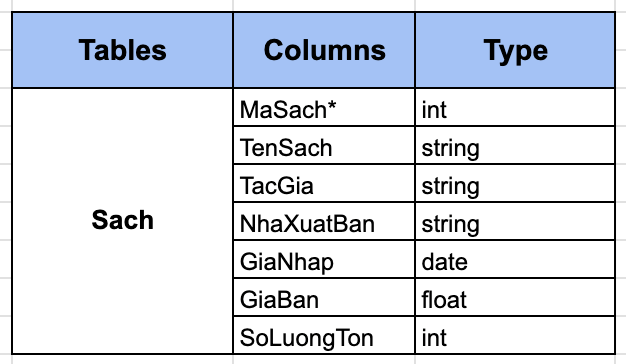 Tables Columns Type
MaSach* int
TenSach string
TacGia string
Sach
NhaXuatBan string
GiaNhap date
GiaBan float
SoLuongTon int